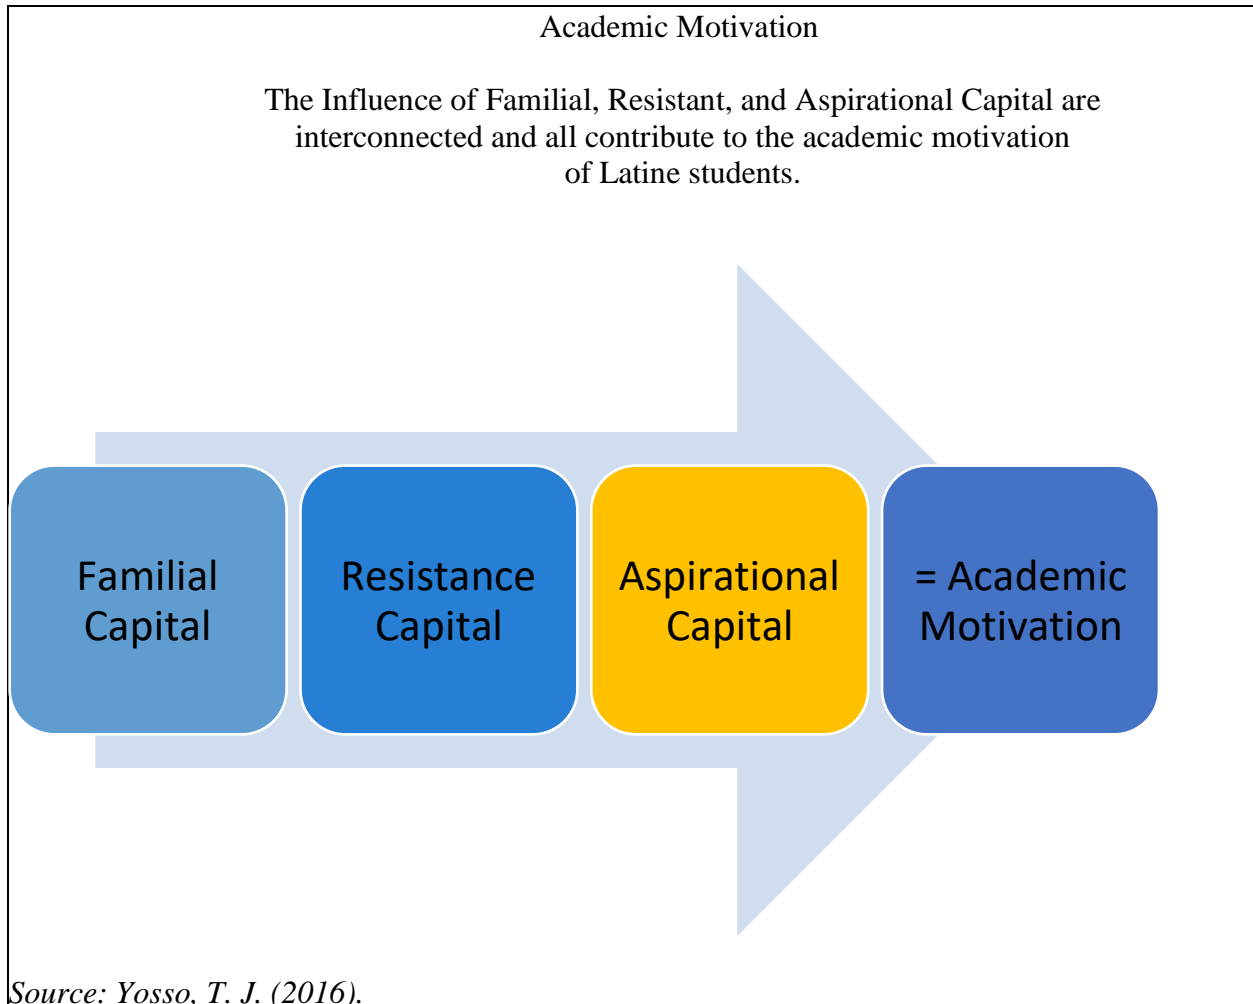 Academic Motivation
The Influence of Familial, Resistant, and Aspirational Capital are
interconnected and all contribute to the academic motivation
of Latine students.
Familial
Capital
Resistance
Capital
Aspirational
Capital
= Academic
Motivation
Source: Yosso, T. J. (2016).